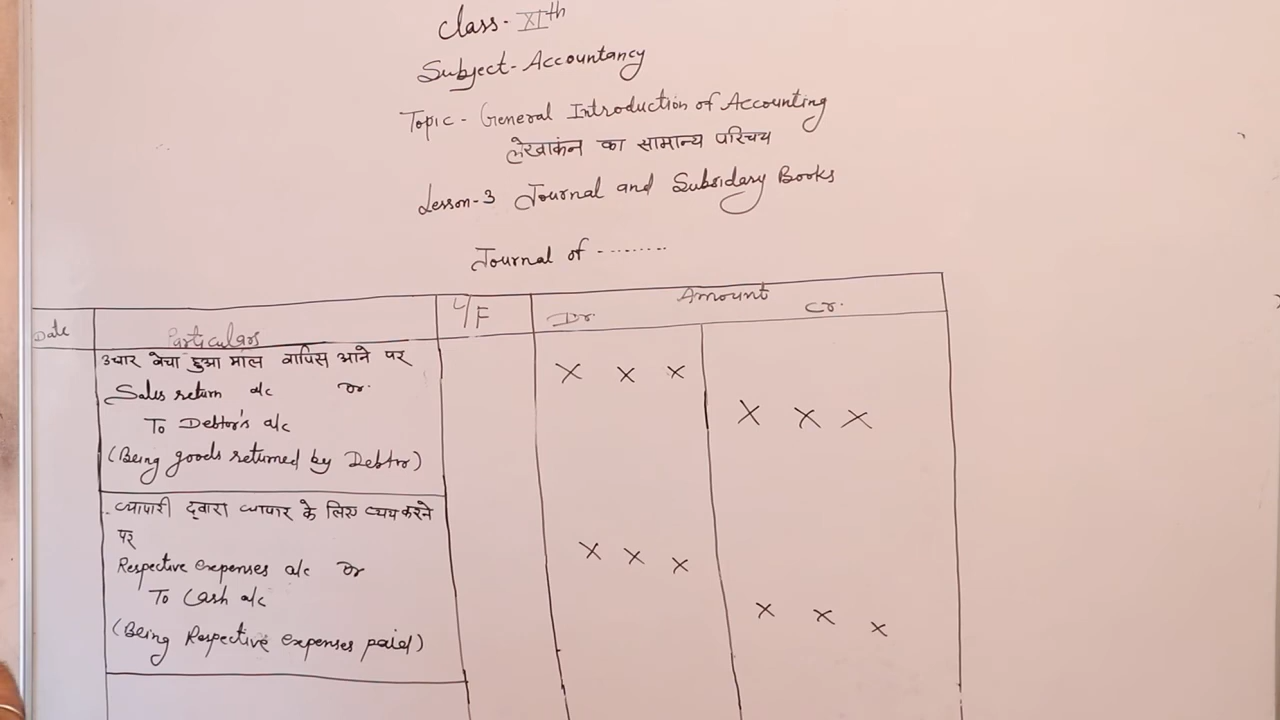 Class- XIth
Subject- Accountancy
Topic- General Introduction of Accounting
लेखाकंन का सामान्य परिचय
Lesson-3 Journal and Subsidary Books
Journal of ---------
Date Particulars L/F Amount
Dr. Cr.
उधार बेचा हुआ माल वापिस आने पर
Sales return a/c Dr. X X X
To Debtor's a/c X X X
(Being goods returned by Debtor)
व्यापारी द्वारा व्यापार के लिए व्यय करने
पर
Respective expenses a/c Dr X X X
To Cash a/c X X X
(Being Respective expenses paid)